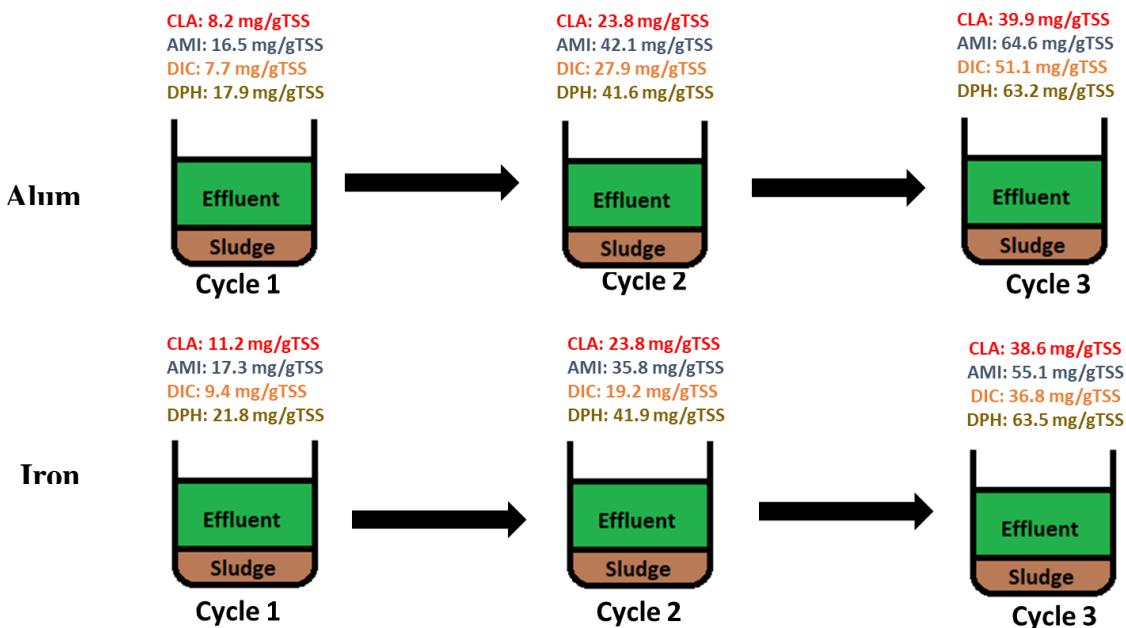 CLA: 8.2 mg/gTSS
AMI: 16.5 mg/gTSS
DIC: 7.7 mg/gTSS
DPH: 17.9 mg/gTSS
CLA: 23.8 mg/gTSS
AMI: 42.1 mg/gTSS
DIC: 27.9 mg/gTSS
DPH: 41.6 mg/gTSS
CLA: 39.9 mg/gTSS
AMI: 64.6 mg/gTSS
DIC: 51.1 mg/gTSS
DPH: 63.2 mg/gTSS
Alum
Effluent
Sludge
Cycle 1
Effluent
Sludge
Cycle 2
Effluent
Sludge
Cycle 3
CLA: 11.2 mg/gTSS
AMI: 17.3 mg/gTSS
DIC: 9.4 mg/gTSS
DPH: 21.8 mg/gTSS
CLA: 23.8 mg/gTSS
AMI: 35.8 mg/gTSS
DIC: 19.2 mg/gTSS
DPH: 41.9 mg/gTSS
CLA: 38.6 mg/gTSS
AMI: 55.1 mg/gTSS
DIC: 36.8 mg/gTSS
DPH: 63.5 mg/gTSS
Iron
Effluent
Sludge
Cycle 1
Effluent
Sludge
Cycle 2
Effluent
Sludge
Cycle 3